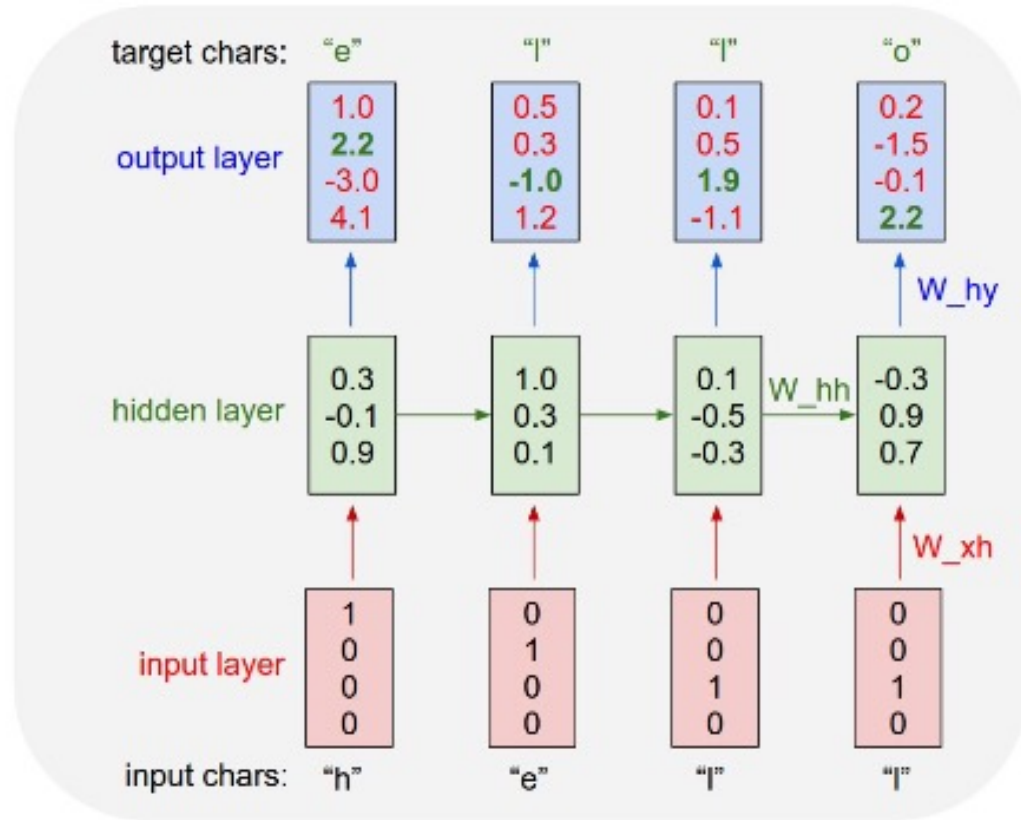 target chars: “e” “l” “l” “o”
1.0 0.5 0.1 0.2
2.2 0.3 0.5 -1.5
output layer
-3.0 -1.0 1.9 -0.1
4.1 1.2 -1.1 2.2
W_hy
0.3 1.0 0.1 -0.3
W_hh
hidden layer -0.1 0.3 -0.5 0.9
0.9 0.1 -0.3 0.7
W_xh
1 0 0 0
0 1 0 0
input layer
0 0 1 1
0 0 0 0
input chars: “h” “e” “l” “l”